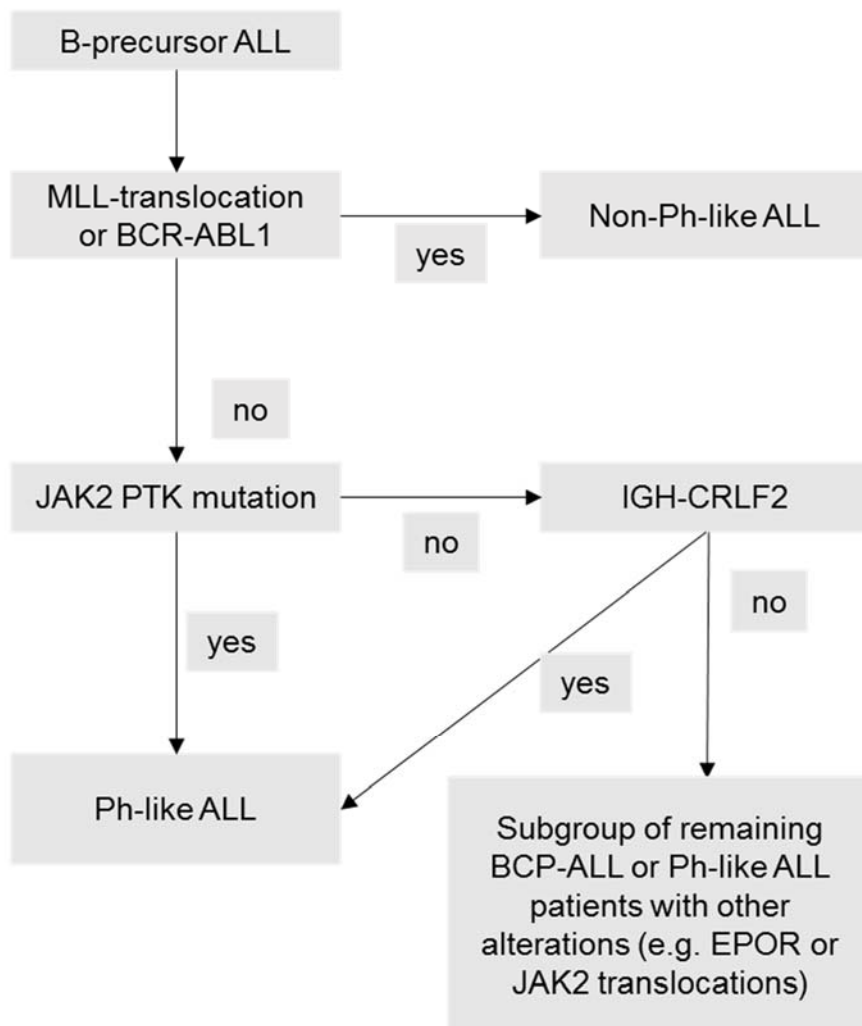 B-precursor ALL
MLL-translocation
or BCR-ABL1
yes
Non-Ph-like ALL
no
JAK2 PTK mutation
no
IGH-CRLF2
yes
yes
no
Ph-like ALL
Subgroup of remaining
BCP-ALL or Ph-like ALL
patients with other
alterations (e.g. EPOR or
JAK2 translocations)